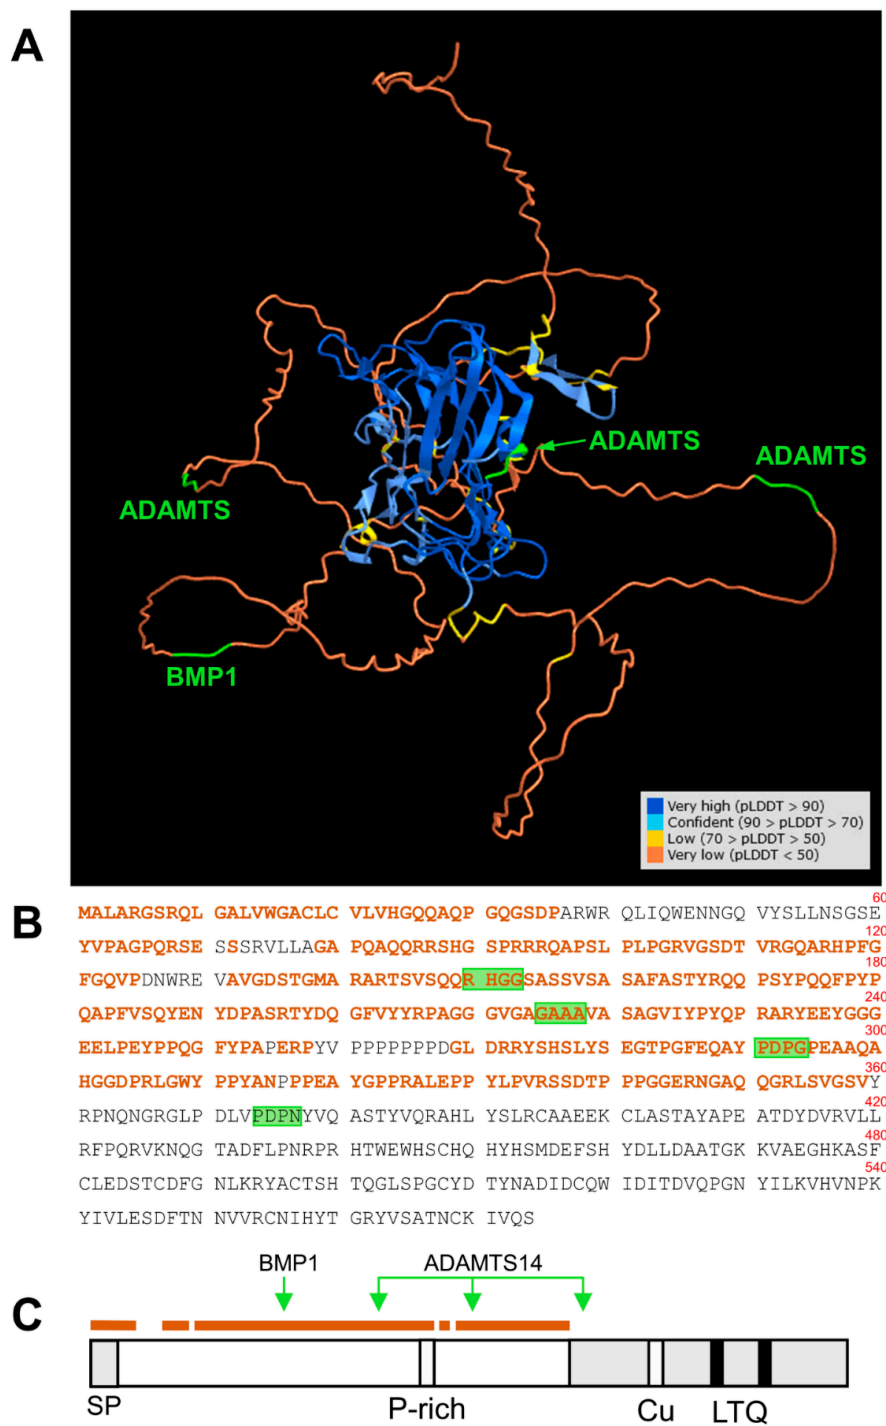 A
ADAMTS
ADAMTS
ADAMTS
BMP1
Very high (pLDDT > 90)
Confident (90 > pLDDT > 70)
Low (70 > pLDDT > 50)
Very low (pLDDT < 50)
B
60
MALARGSRQL GALVWGACLC VLVHGQQAQP GQGSDPARWR QLIQWENNGQ VYSLLNSGSE
120
YVPAGPQRSE SSSRVLLAGA PQAQQRRSHG SPRRRQAPSL PLPGRVGSDT VRGQARHPFG
180
FGQVPDNWRE VAVGDSTGMA RARTSVSQQR HGGSASSVSA SAFASTYRQQ PSYPQQFPYP
240
QAPFVSQYEN YDPASRTYDQ GFVYYRPAGG GVGAGAAAVA SAGVIYPYQP RARYEEYGGG
300
EELPEYPPQG FYPAPERPYV PPPPPPPDGL DRRYSHSLYS EGTPGFEQAY PDPGPEAAQA
360
HGGDPRLGWY PPYANPPPEA YGPPRALEPP YLPVRSSDTP PPGGERNGAQ QGRLSVGSVY
420
RPNQNGRGLP DLVPDPNYVQ ASTYVQRAHL YSLRCAAEEK CLASTAYAPE ATDYDVRVLL
480
RFPQRVKNQG TADFLPNRPR HTWEWHSCHQ HYHSMDEFSH YDLLDAATGK KVAEGHKASF
540
CLEDSTCDFG NLKRYACTSH TQGLSPGCYD TYNADIDCQW IDITDVQPGN YILKVHVNPK
YIVLESDFTN NVVRCNIHYT GRYVSATNCK IVQS
BMP1 ADAMTS14
C
SP P-rich Cu LTQ